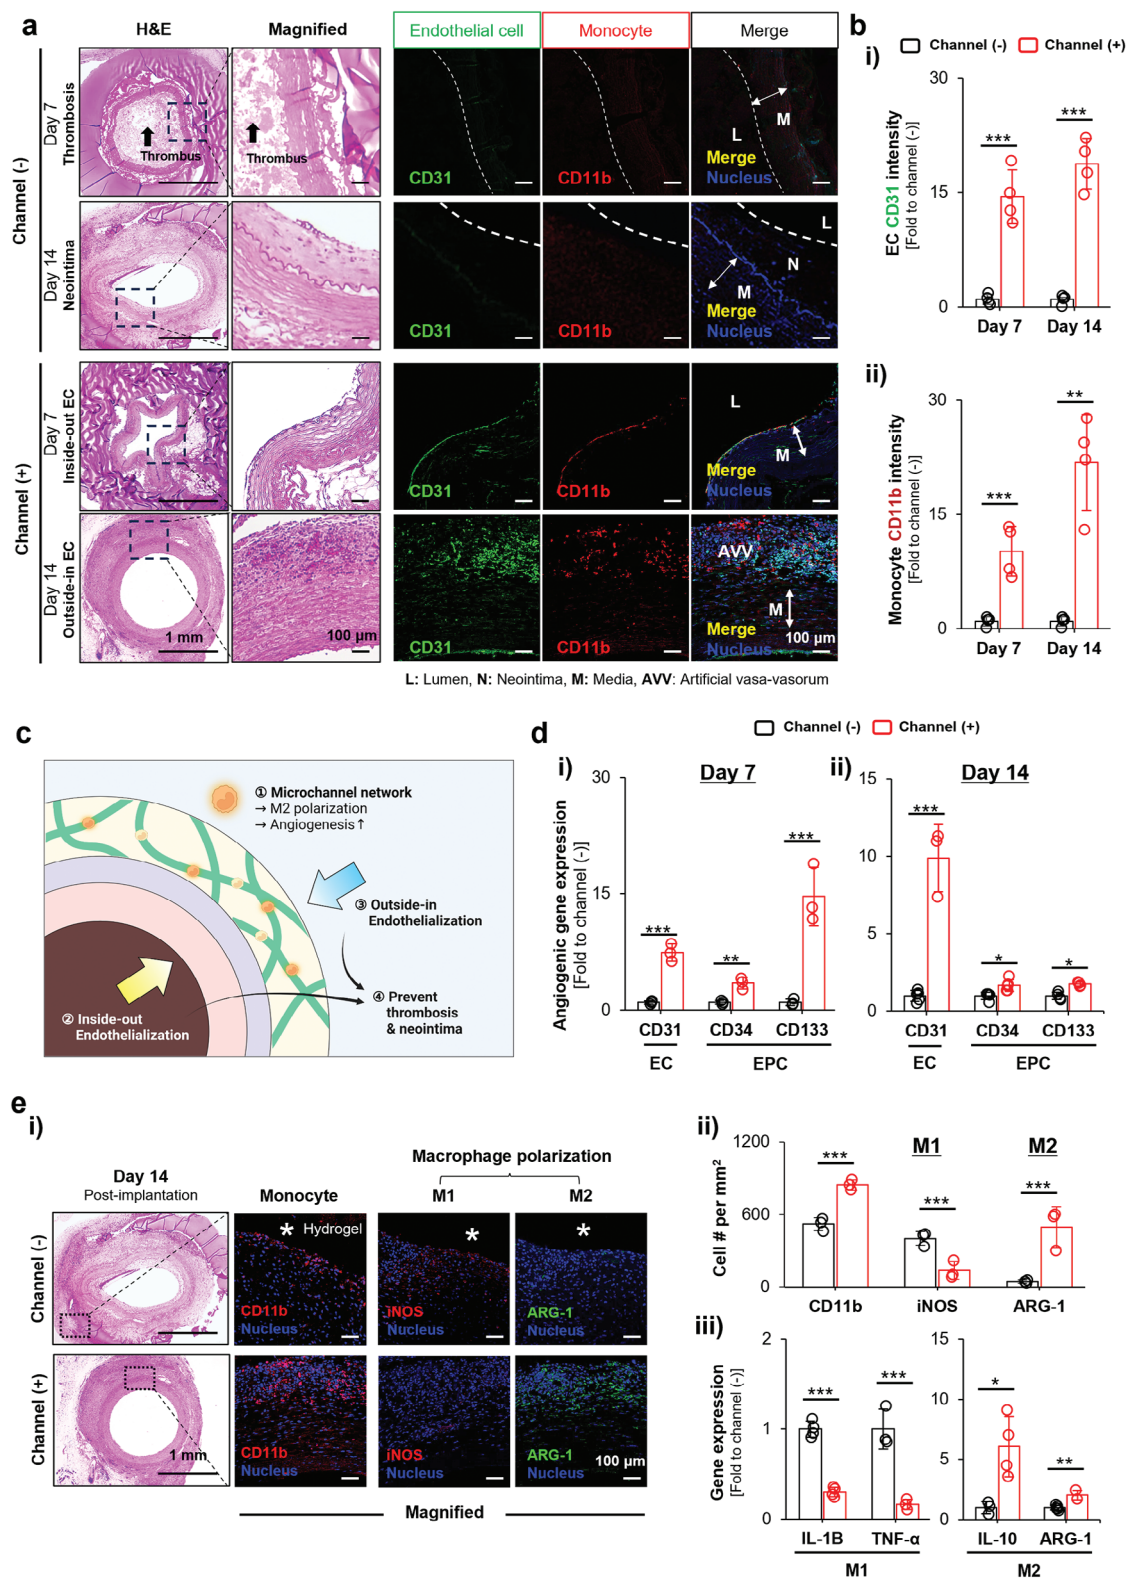 a
H&E
Magnified
Endothelial cell
Monocyte
Merge
Channel (-)
Day 7
Thrombosis
Thrombus
Thrombus
CD31
CD11b
L
M
Merge
Nucleus
Day 14
Neointima
CD31
CD11b
L
N
M
Merge
Nucleus
Channel (+)
Day 7
Inside-out EC
CD31
CD11b
L
M
Merge
Nucleus
Day 14
Outside-in EC
1 mm
100 μm
CD31
CD11b
AVV
M
Merge
100 μm
Nucleus
L: Lumen, N: Neointima, M: Media, AVV: Artificial vasa-vasorum
b
Channel (-) Channel (+)
i)
EC CD31 intensity
[Fold to channel (-)]
30
15
0
***
***
Day 7 Day 14
ii)
Monocyte CD11b intensity
[Fold to channel (-)]
30
15
0
***
**
Day 7 Day 14
c
① Microchannel network
→ M2 polarization
→ Angiogenesis↑
③ Outside-in
Endothelialization
② Inside-out
Endothelialization
④ Prevent
thrombosis
& neointima
d
Channel (-) Channel (+)
i)
Day 7
Angiogenic gene expression
[Fold to channel (-)]
30
15
0
***
**
***
CD31 CD34 CD133
EC EPC
ii)
Day 14
15
10
5
0
***
*
*
CD31 CD34 CD133
EC EPC
e
i)
Day 14
Post-implantation
Macrophage polarization
Monocyte
M1
M2
Channel (-)
* Hydrogel
*
*
CD11b
Nucleus
iNOS
Nucleus
ARG-1
Nucleus
Channel (+)
1 mm
CD11b
Nucleus
iNOS
Nucleus
ARG-1
100 μm
Nucleus
Magnified
ii)
M1
M2
Cell # per mm²
1200
600
0
***
***
***
CD11b iNOS ARG-1
iii)
Gene expression
[Fold to channel (-)]
2
1
0
***
***
IL-1B TNF-α
M1
15
10
5
0
*
**
IL-10 ARG-1
M2